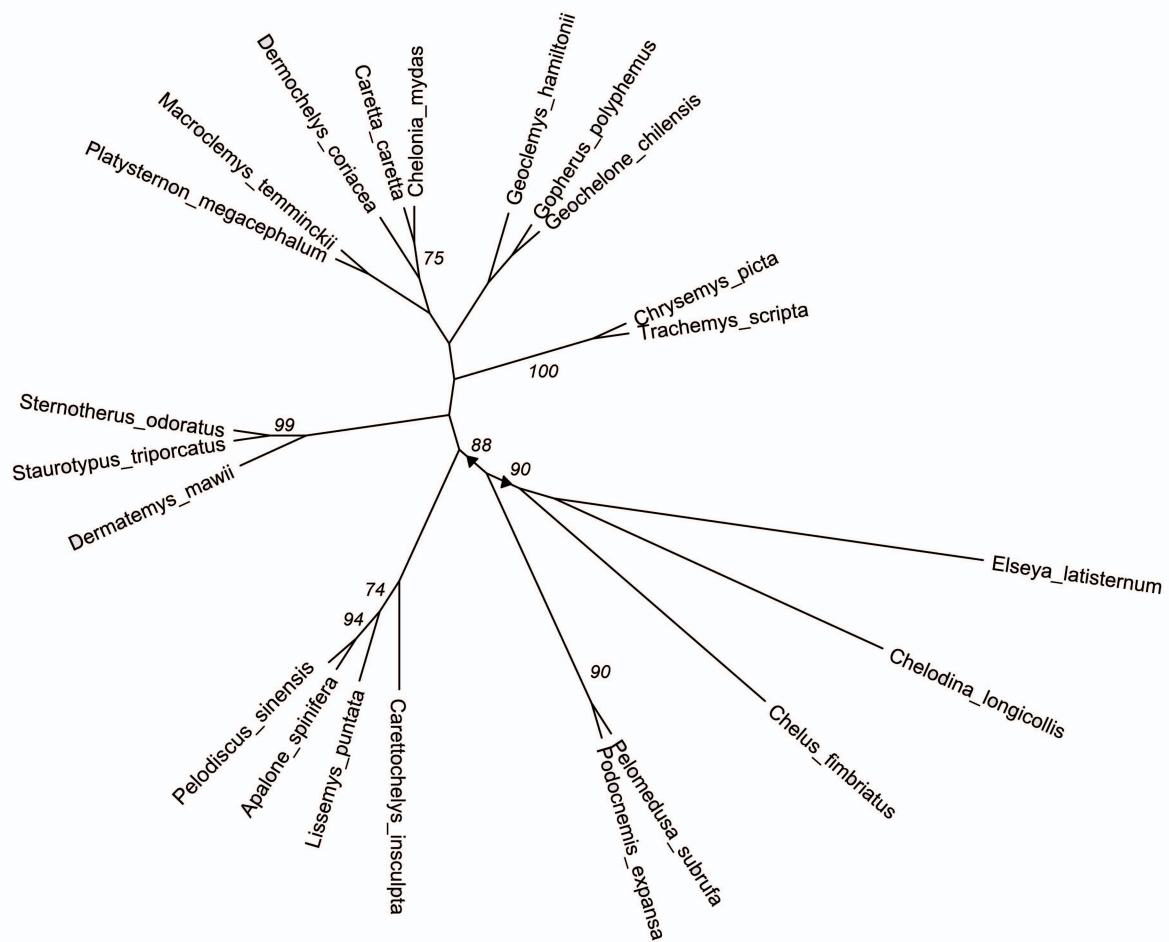 Geoclemys_hamiltonii
Gopherus_polyphemus
Geochelone_chilensis
Dermochelys_coriacea
Caretta_caretta
Chelonia_mydas
Macroclemys_temminckii
Platysternon_megacephalum
75
Chrysemys_picta
Trachemys_scripta
100
Sternotherus_odoratus
99
Staurotypus_triporcatus
Dermatemys_mawii
88
90
Elseya_latisternum
Chelodina_longicollis
Chelus_fimbriatus
74
94
90
Pelodiscus_sinensis
Apalone_spinifera
Lissemys_puntata
Carettochelys_insculpta
Pelomedusa_subrufa
Podocnemis_expansa